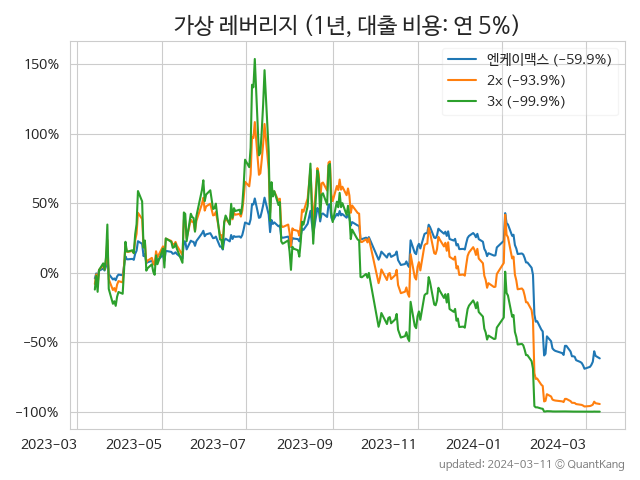 가상 레버리지 (1년, 대출 비용: 연 5%)
엔케이맥스 (−59.9%)
2x (−93.9%)
3x (−99.9%)
150%
100%
50%
0%
−50%
−100%
2023-03 2023-05 2023-07 2023-09 2023-11 2024-01 2024-03
updated: 2024-03-11 © QuantKang